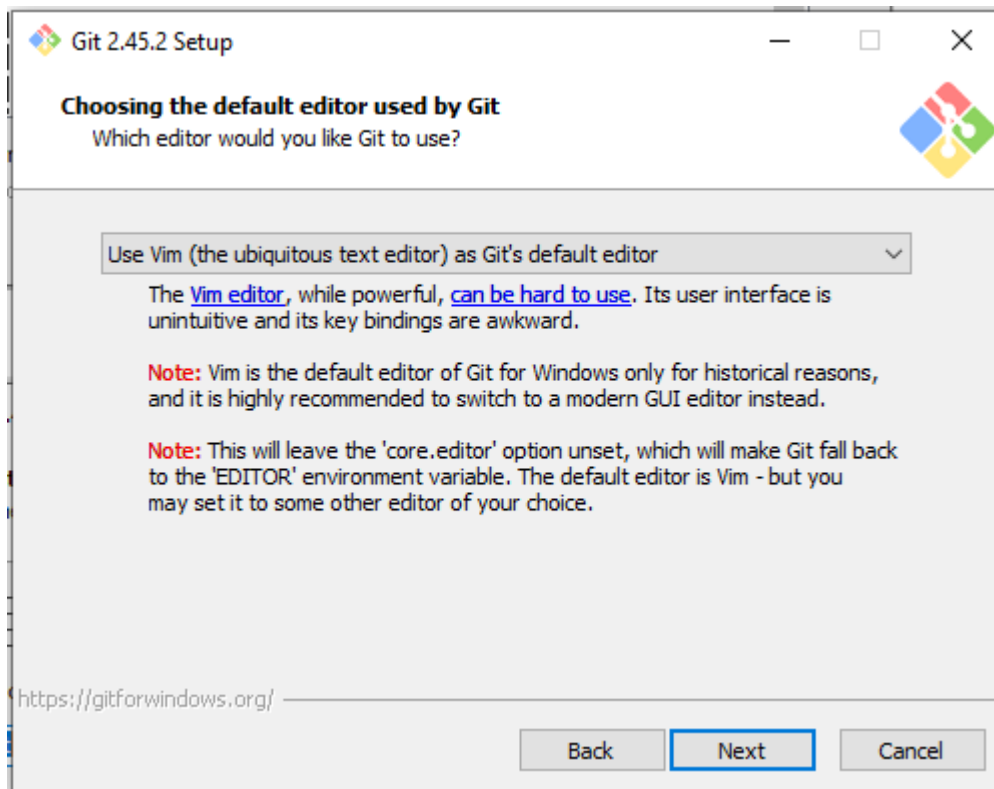 Git 2.45.2 Setup
Choosing the default editor used by Git
Which editor would you like Git to use?
Use Vim (the ubiquitous text editor) as Git's default editor
The Vim editor, while powerful, can be hard to use. Its user interface is
unintuitive and its key bindings are awkward.
Note: Vim is the default editor of Git for Windows only for historical reasons,
and it is highly recommended to switch to a modern GUI editor instead.
Note: This will leave the 'core.editor' option unset, which will make Git fall back
to the 'EDITOR' environment variable. The default editor is Vim - but you
may set it to some other editor of your choice.
https://gitforwindows.org/
Back Next Cancel